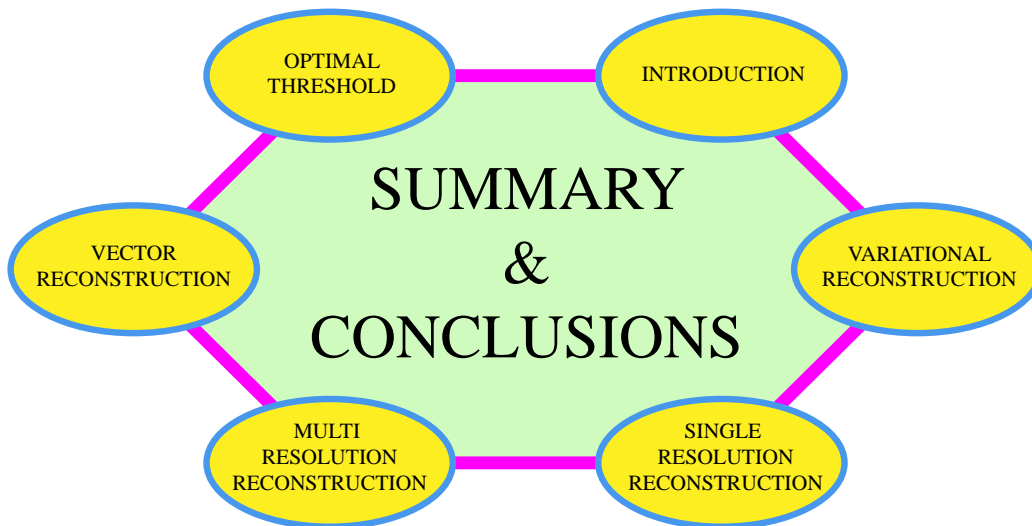 OPTIMAL
THRESHOLD
INTRODUCTION
SUMMARY
&
CONCLUSIONS
VECTOR
RECONSTRUCTION
VARIATIONAL
RECONSTRUCTION
MULTI
RESOLUTION
RECONSTRUCTION
SINGLE
RESOLUTION
RECONSTRUCTION